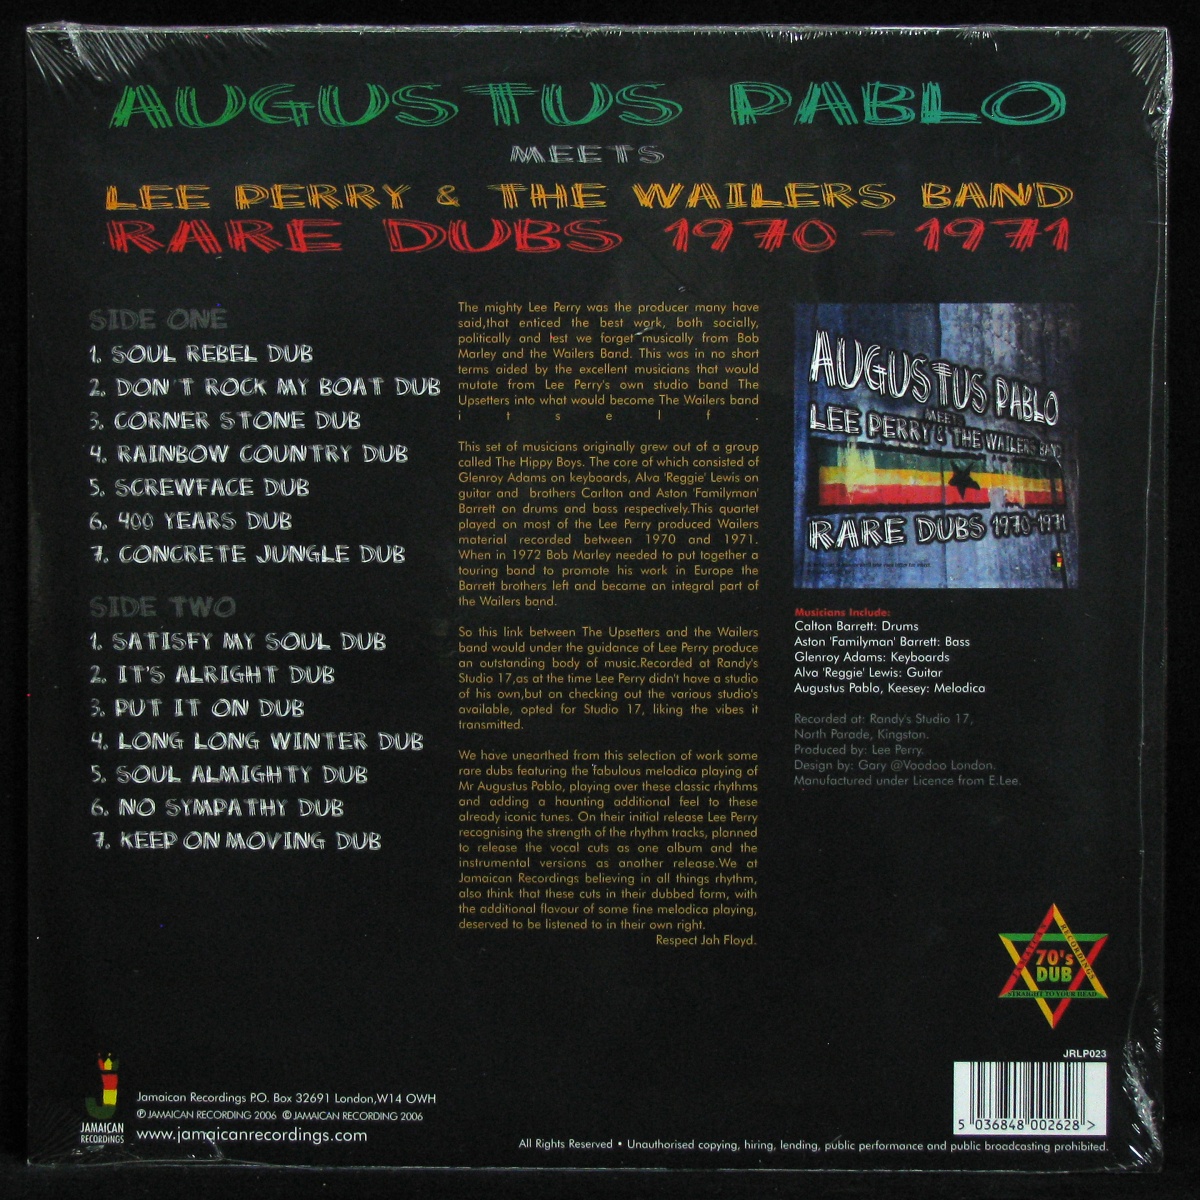 AUGUSTUS PABLO
MEETS
LEE PERRY & THE WAILERS BAND
RARE DUBS 1970 - 1971
SIDE ONE
1. SOUL REBEL DUB
2. DON'T ROCK MY BOAT DUB
3. CORNER STONE DUB
4. RAINBOW COUNTRY DUB
5. SCREWFACE DUB
6. 400 YEARS DUB
7. CONCRETE JUNGLE DUB
SIDE TWO
1. SATISFY MY SOUL DUB
2. IT'S ALRIGHT DUB
3. PUT IT ON DUB
4. LONG LONG WINTER DUB
5. SOUL ALMIGHTY DUB
6. NO SYMPATHY DUB
7. KEEP ON MOVING DUB
The mighty Lee Perry was the producer many have
said,that enticed the best work, both socially,
politically and lest we forget musically from Bob
Marley and the Wailers Band. This was in no short
terms aided by the excellent musicians that would
mutate from Lee Perry's own studio band The
Upsetters into what would become The Wailers band
i t s e l f .
This set of musicians originally grew out of a group
called The Hippy Boys. The core of which consisted of
Glenroy Adams on keyboards, Alva 'Reggie' Lewis on
guitar and brothers Carlton and Aston 'Familyman'
Barrett on drums and bass respectively.This quartet
played on most of the Lee Perry produced Wailers
material recorded between 1970 and 1971.
When in 1972 Bob Marley needed to put together a
touring band to promote his work in Europe the
Barrett brothers left and became an integral part of
the Wailers band.
So this link between The Upsetters and the Wailers
band would under the guidance of Lee Perry produce
an outstanding body of music.Recorded at Randy's
Studio 17,as at the time Lee Perry didn't have a studio
of his own,but on checking out the various studio's
available, opted for Studio 17, liking the vibes it
transmitted.
We have unearthed from this selection of work some
rare dubs featuring the fabulous melodica playing of
Mr Augustus Pablo, playing over these classic rhythms
and adding a haunting additional feel to these
already iconic tunes. On their initial release Lee Perry
recognising the strength of the rhythm tracks, planned
to release the vocal cuts as one album and the
instrumental versions as another release.We at
Jamaican Recordings believing in all things rhythm,
also think that these cuts in their dubbed form, with
the additional flavour of some fine melodica playing,
deserved to be listened to in their own right.
Respect Jah Floyd.
AUGUSTUS PABLO
MEETS
LEE PERRY & THE WAILERS BAND
RARE DUBS 1970-1971
Musicians Include:
Calton Barrett: Drums
Aston 'Familyman' Barrett: Bass
Glenroy Adams: Keyboards
Alva 'Reggie' Lewis: Guitar
Augustus Pablo, Keesey: Melodica
Recorded at: Randy's Studio 17,
North Parade, Kingston.
Produced by: Lee Perry.
Design by: Gary @Voodoo London.
Manufactured under Licence from E.Lee.
JAMAICAN RECORDINGS
70's
DUB
STRAIGHT TO YOUR HEAD
JRLP023
5 036848 002628 >
JAMAICAN
RECORDINGS
Jamaican Recordings P.O. Box 32691 London,W14 OWH
℗ JAMAICAN RECORDING 2006 © JAMAICAN RECORDING 2006
www.jamaicanrecordings.com
All Rights Reserved • Unauthorised copying, hiring, lending, public performance and public broadcasting prohibited.